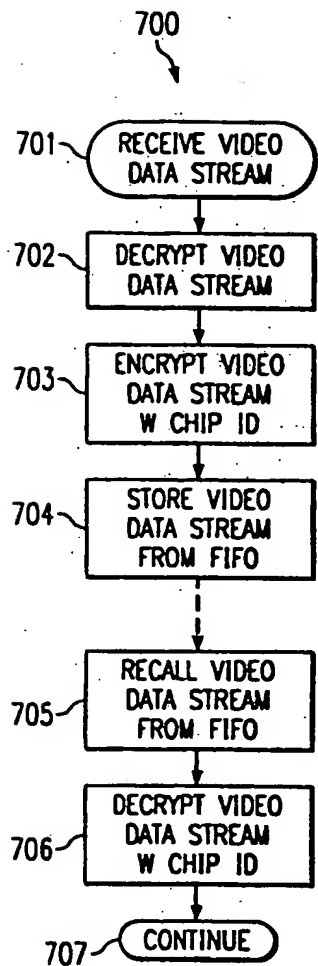 700
701
RECEIVE VIDEO
DATA STREAM
702
DECRYPT VIDEO
DATA STREAM
703
ENCRYPT VIDEO
DATA STREAM
W CHIP ID
704
STORE VIDEO
DATA STREAM
FROM FIFO
705
RECALL VIDEO
DATA STREAM
FROM FIFO
706
DECRYPT VIDEO
DATA STREAM
W CHIP ID
707
CONTINUE